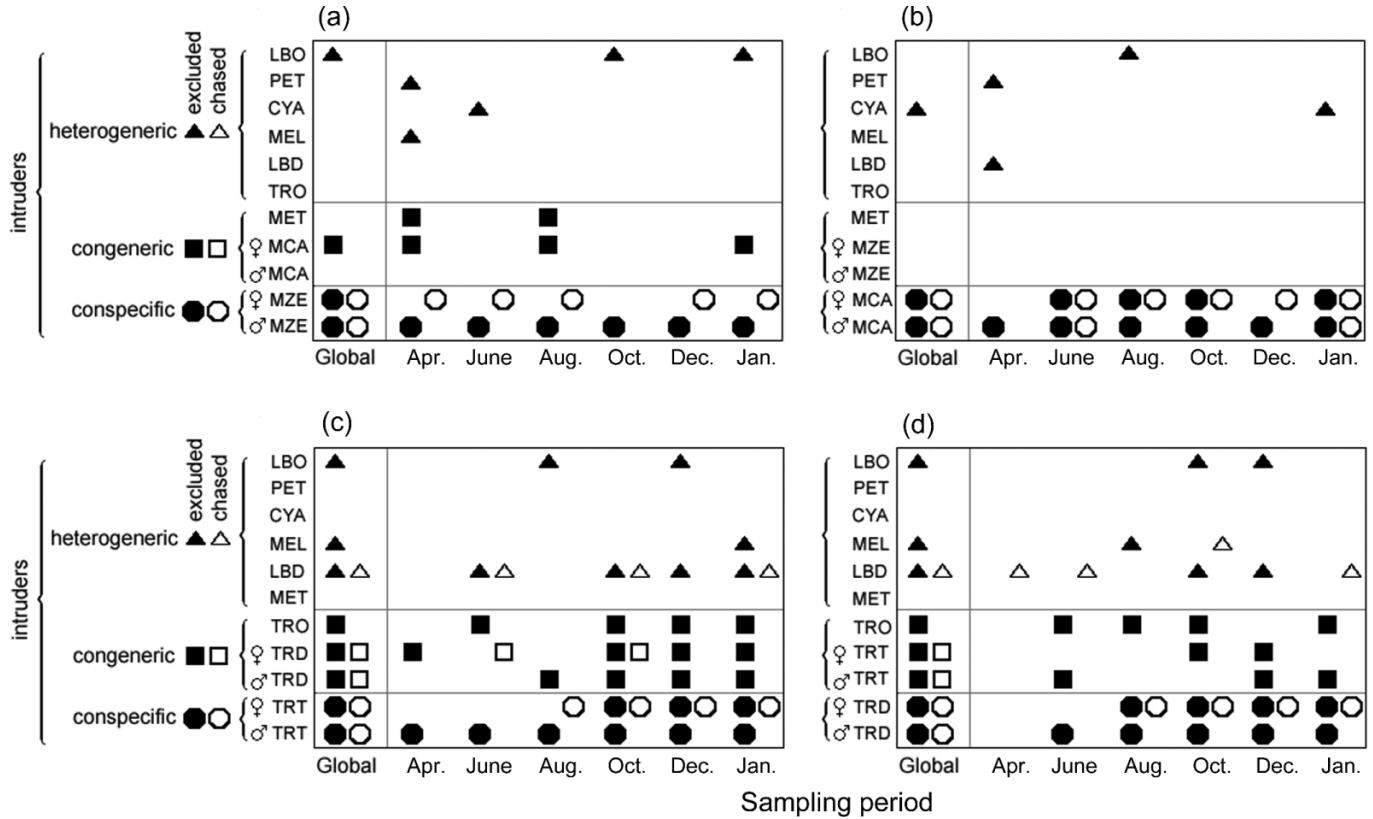 (a) (b)
excluded
chased
intruders
heterogeneric
LBO LBO
PET PET
CYA CYA
MEL MEL
LBD LBD
TRO TRO
congeneric
MET MET
♀ MCA ♀ MZE
♂ MCA ♂ MZE
conspecific
♀ MZE ♀ MCA
♂ MZE ♂ MCA
Global Apr. June Aug. Oct. Dec. Jan. Global Apr. June Aug. Oct. Dec. Jan.
(c) (d)
excluded
chased
intruders
heterogeneric
LBO LBO
PET PET
CYA CYA
MEL MEL
LBD LBD
MET MET
congeneric
TRO TRO
♀ TRD ♀ TRT
♂ TRD ♂ TRT
conspecific
♀ TRT ♀ TRD
♂ TRT ♂ TRD
Global Apr. June Aug. Oct. Dec. Jan. Global Apr. June Aug. Oct. Dec. Jan.
Sampling period